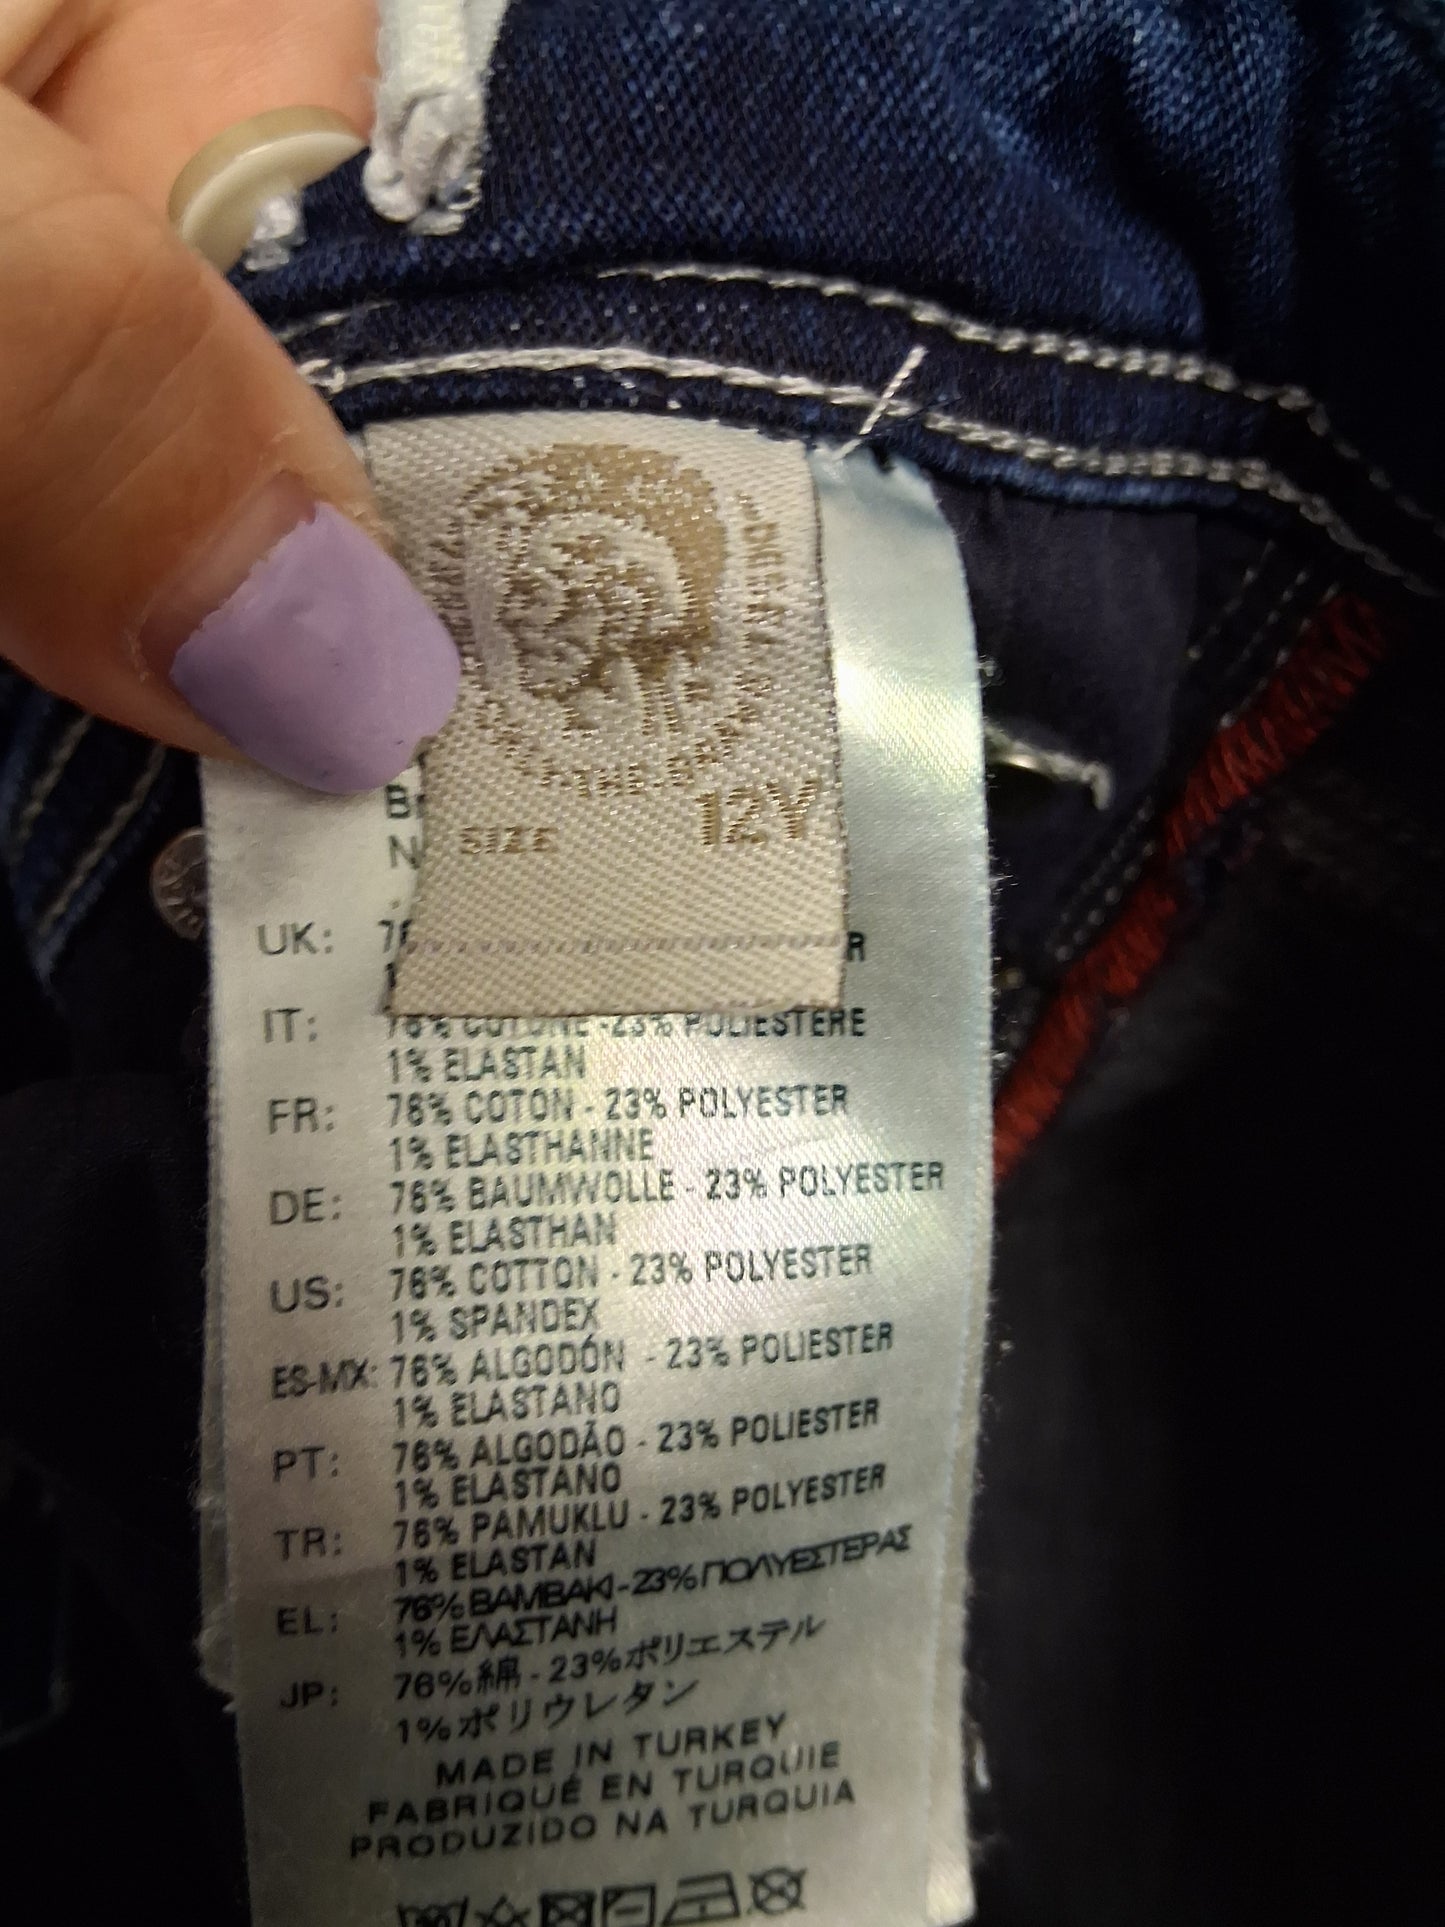 SIZE 12Y
B
N
UK: 76
R
1
IT: 76% COTONE - 23% POLIESTERE
1% ELASTAN
FR: 76% COTON - 23% POLYESTER
1% ELASTHANNE
DE: 76% BAUMWOLLE - 23% POLYESTER
1% ELASTHAN
US: 76% COTTON - 23% POLYESTER
1% SPANDEX
ES-MX: 76% ALGODÓN - 23% POLIESTER
1% ELASTANO
PT: 76% ALGODÃO - 23% POLIESTER
1% ELASTANO
TR: 76% PAMUKLU - 23% POLYESTER
1% ELASTAN
EL: 76% ΒΑΜΒΑΚΙ - 23% ΠΟΛΥΕΣΤΕΡΑΣ
1% ΕΛΑΣΤΑΝΗ
JP: 76%綿 - 23%ポリエステル
1%ポリウレタン
MADE IN TURKEY
FABRIQUÉ EN TURQUIE
PRODUZIDO NA TURQUIA